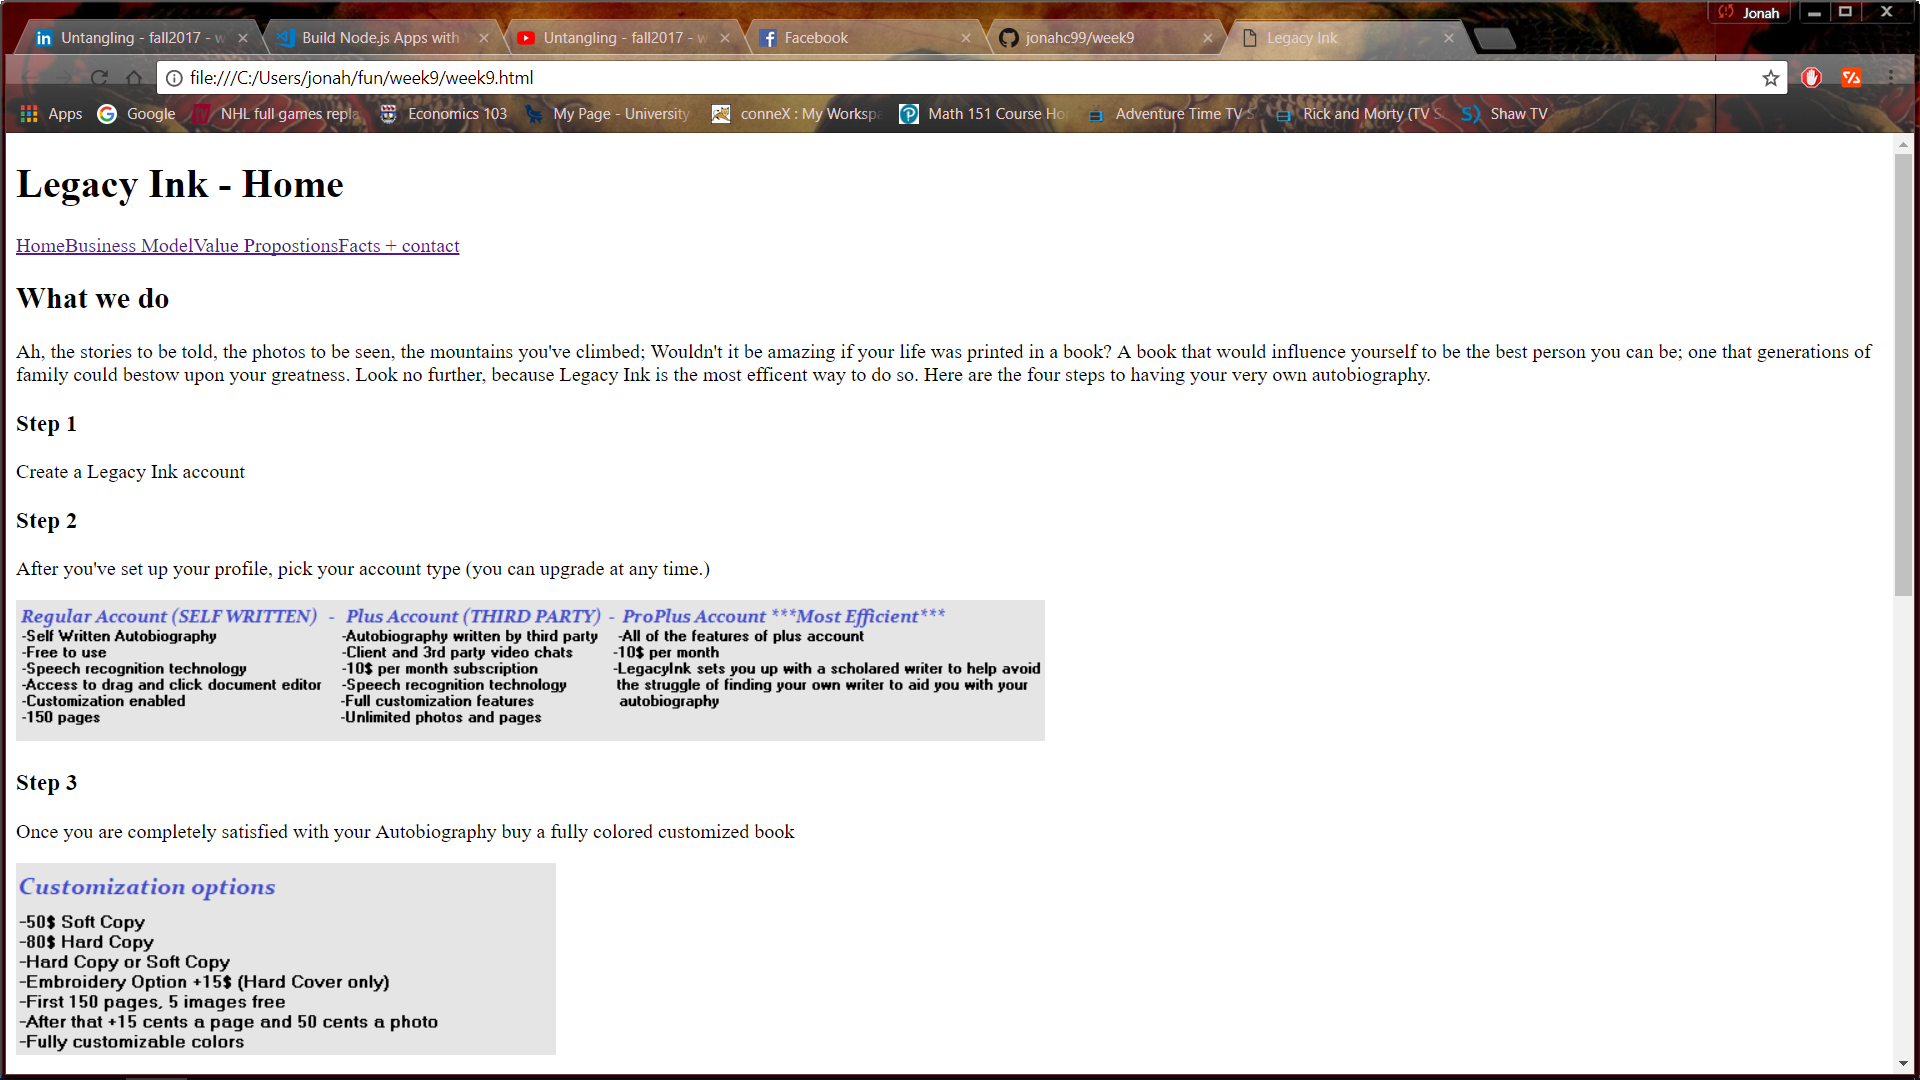 Jonah
Untangling - fall2017 - w
Build Node.js Apps with
Untangling - fall2017 - w
Facebook
jonahc99/week9
Legacy Ink
file:///C:/Users/jonah/fun/week9/week9.html
Apps
Google
NHL full games repla
Economics 103
My Page - University
conneX : My Workspa
Math 151 Course Ho
Adventure Time TV S
Rick and Morty (TV S
Shaw TV
Legacy Ink - Home
HomeBusiness ModelValue PropostionsFacts + contact
What we do
Ah, the stories to be told, the photos to be seen, the mountains you've climbed; Wouldn't it be amazing if your life was printed in a book? A book that would influence yourself to be the best person you can be; one that generations of
family could bestow upon your greatness. Look no further, because Legacy Ink is the most efficent way to do so. Here are the four steps to having your very own autobiography.
Step 1
Create a Legacy Ink account
Step 2
After you've set up your profile, pick your account type (you can upgrade at any time.)
Regular Account (SELF WRITTEN) - Plus Account (THIRD PARTY) - ProPlus Account ***Most Efficient***
-Self Written Autobiography -Autobiography written by third party -All of the features of plus account
-Free to use -Client and 3rd party video chats -10$ per month
-Speech recognition technology -10$ per month subscription -LegacyInk sets you up with a scholared writer to help avoid
-Access to drag and click document editor -Speech recognition technology the struggle of finding your own writer to aid you with your
-Customization enabled -Full customization features autobiography
-150 pages -Unlimited photos and pages
Step 3
Once you are completely satisfied with your Autobiography buy a fully colored customized book
Customization options
-50$ Soft Copy
-80$ Hard Copy
-Hard Copy or Soft Copy
-Embroidery Option +15$ (Hard Cover only)
-First 150 pages, 5 images free
-After that +15 cents a page and 50 cents a photo
-Fully customizable colors